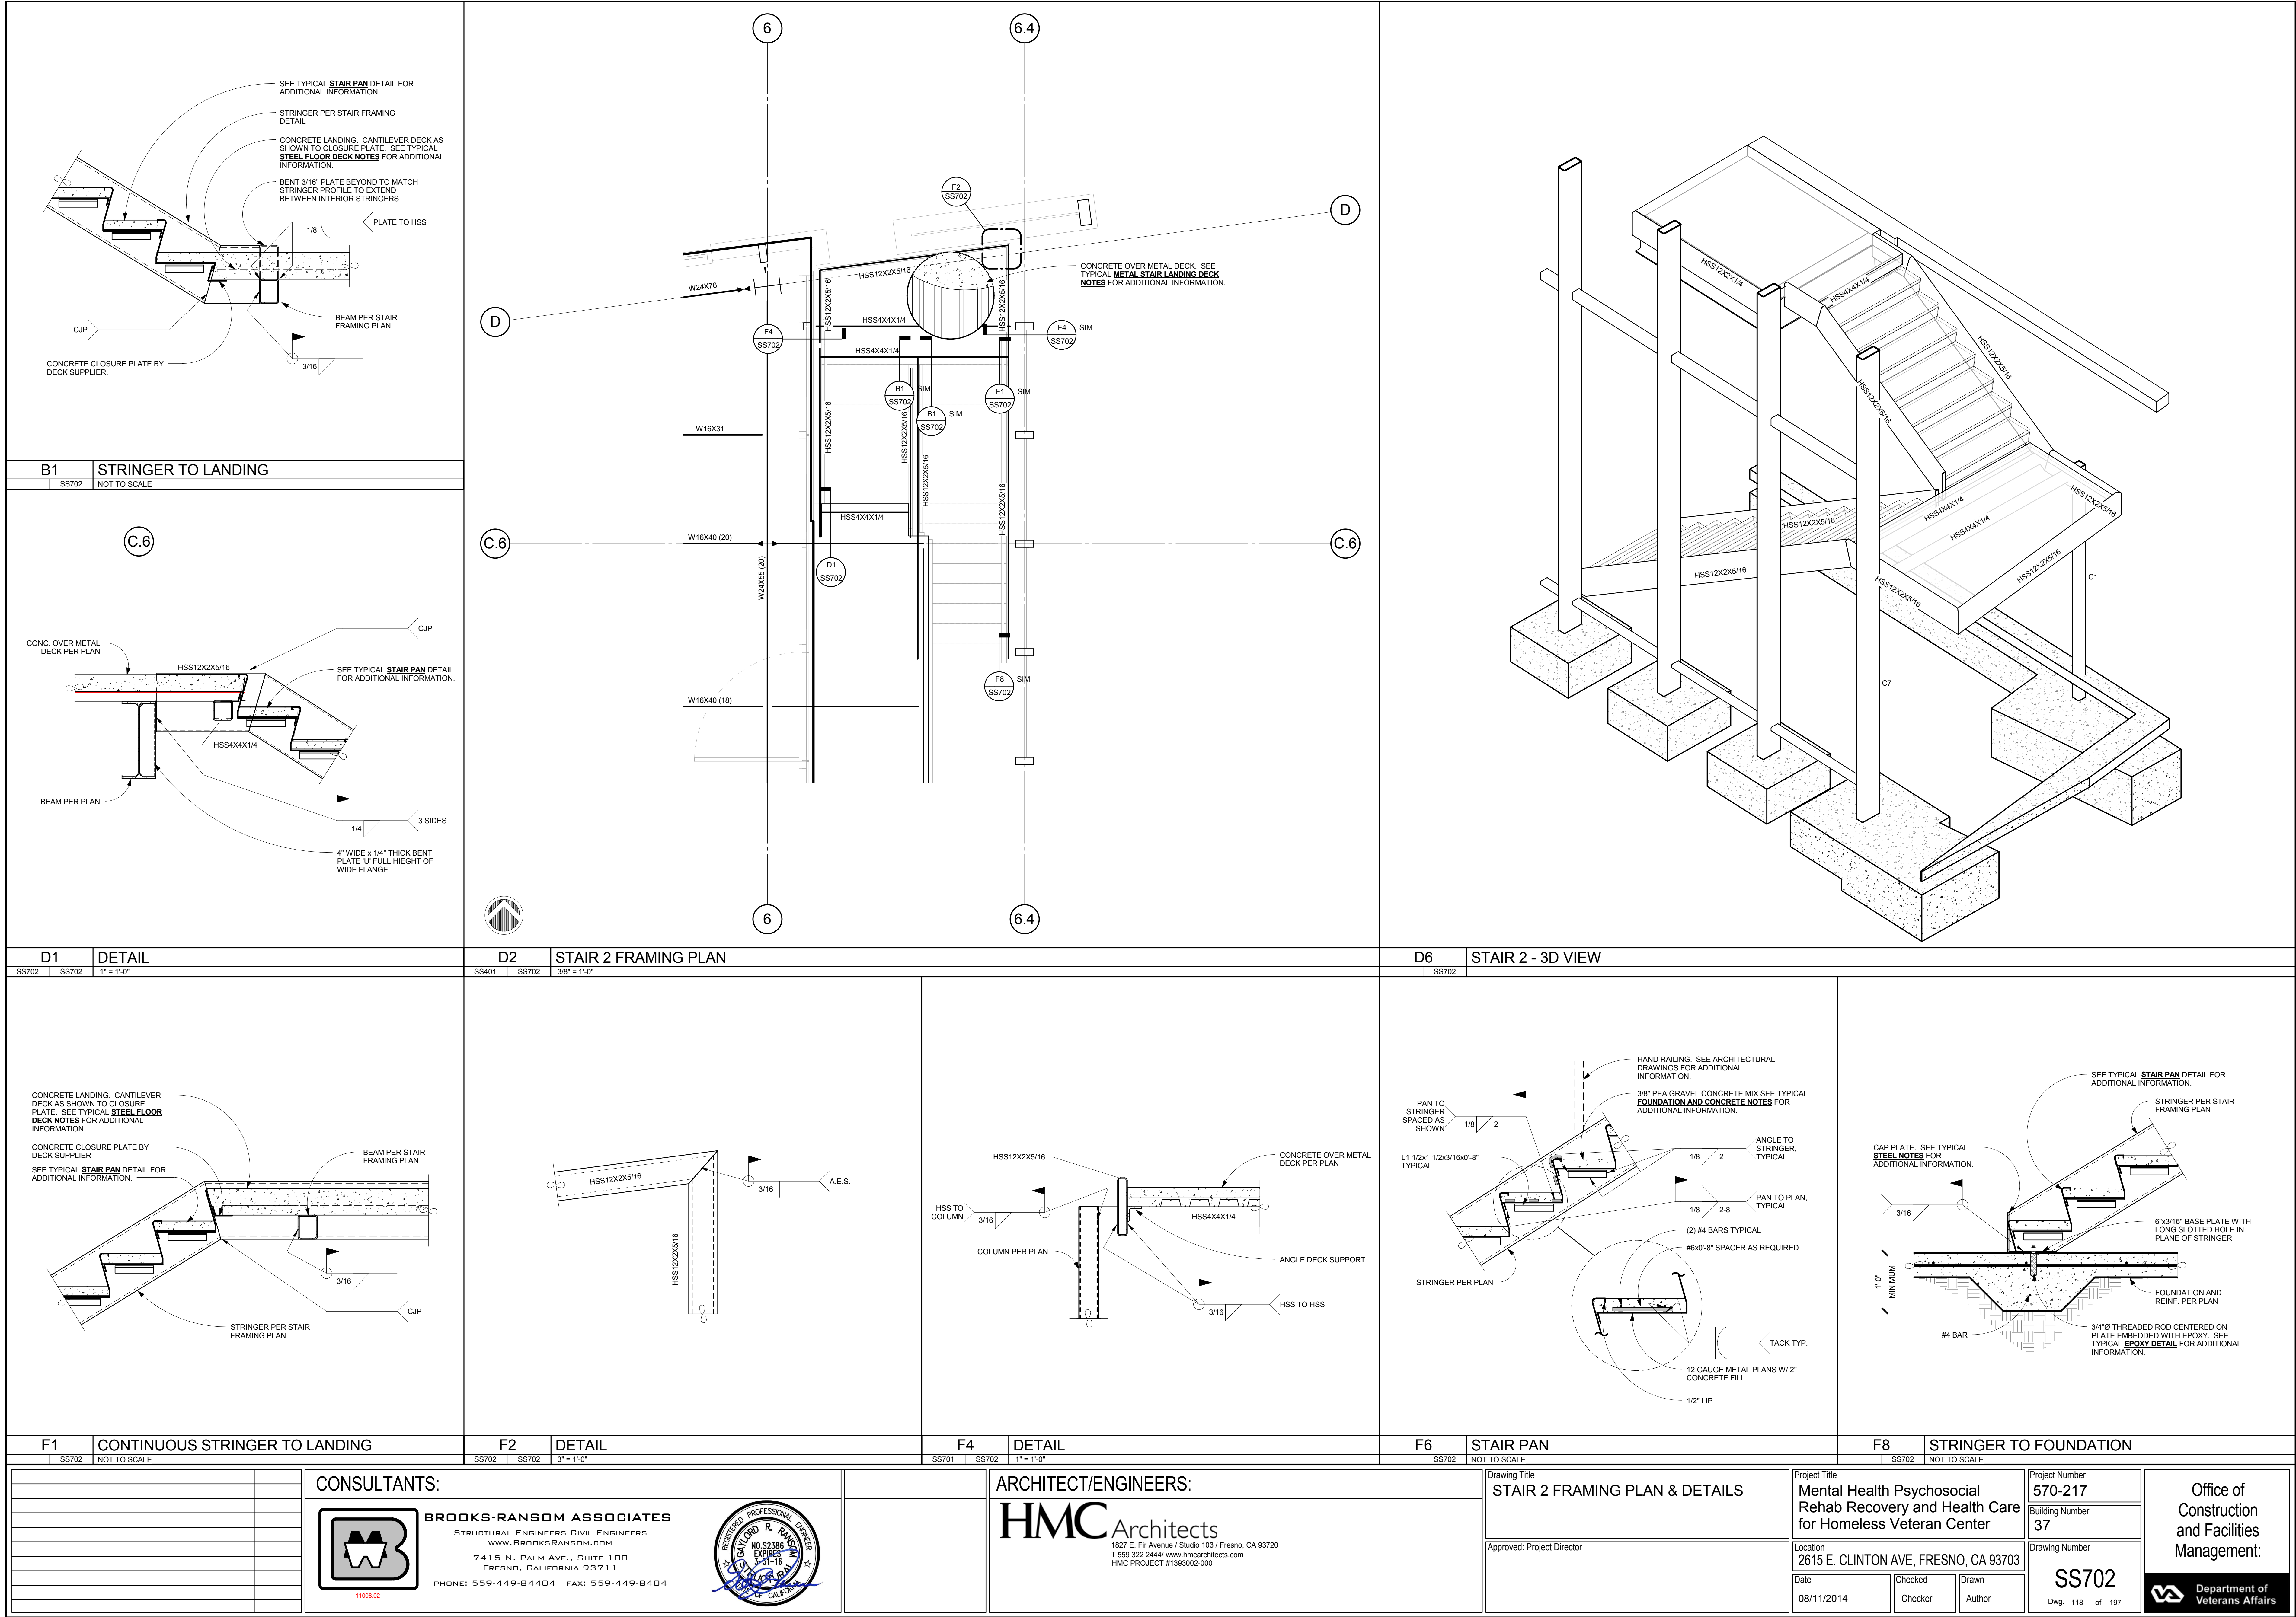 SEE TYPICAL STAIR PAN DETAIL FOR
ADDITIONAL INFORMATION.
STRINGER PER STAIR FRAMING
DETAIL
CONCRETE LANDING. CANTILEVER DECK AS
SHOWN TO CLOSURE PLATE. SEE TYPICAL
STEEL FLOOR DECK NOTES FOR ADDITIONAL
INFORMATION.
BENT 3/16" PLATE BEYOND TO MATCH
STRINGER PROFILE TO EXTEND
BETWEEN INTERIOR STRINGERS
PLATE TO HSS
1/8
BEAM PER STAIR
FRAMING PLAN
CJP
3/16
CONCRETE CLOSURE PLATE BY
DECK SUPPLIER.
B1 STRINGER TO LANDING
SS702 NOT TO SCALE
C.6
CJP
CONC. OVER METAL
DECK PER PLAN
HSS12X2X5/16
SEE TYPICAL STAIR PAN DETAIL
FOR ADDITIONAL INFORMATION.
HSS4X4X1/4
BEAM PER PLAN
1/4
3 SIDES
4" WIDE x 1/4" THICK BENT
PLATE 'U' FULL HIEGHT OF
WIDE FLANGE
D1 DETAIL
SS702 SS702 1" = 1'-0"
6
6.4
F2
SS702
D
D
CONCRETE OVER METAL DECK. SEE
TYPICAL METAL STAIR LANDING DECK
NOTES FOR ADDITIONAL INFORMATION.
W24X76
HSS12X2X5/16
HSS12X2X5/16
HSS12X2X5/16
HSS4X4X1/4
F4
SS702
F4 SIM
SS702
HSS4X4X1/4
B1 SIM
SS702
F1 SIM
SS702
B1 SIM
SS702
W16X31
HSS12X2X5/16
HSS12X2X5/16
HSS12X2X5/16
HSS12X2X5/16
HSS4X4X1/4
C.6
W16X40 (20)
C.6
D1
SS702
W24X55 (20)
F8 SIM
SS702
W16X40 (18)
6
6.4
D2 STAIR 2 FRAMING PLAN
SS401 SS702 3/8" = 1'-0"
HSS12X2X1/4
HSS4X4X1/4
HSS12X2X5/16
HSS12X2X5/16
HSS12X2X5/16
HSS4X4X1/4
HSS12X2X5/16
HSS4X4X1/4
HSS12X2X5/16
HSS12X2X5/16
HSS12X2X5/16
C1
C7
D6 STAIR 2 - 3D VIEW
SS702
CONCRETE LANDING. CANTILEVER
DECK AS SHOWN TO CLOSURE
PLATE. SEE TYPICAL STEEL FLOOR
DECK NOTES FOR ADDITIONAL
INFORMATION.
CONCRETE CLOSURE PLATE BY
DECK SUPPLIER
SEE TYPICAL STAIR PAN DETAIL FOR
ADDITIONAL INFORMATION.
BEAM PER STAIR
FRAMING PLAN
3/16
CJP
STRINGER PER STAIR
FRAMING PLAN
F1 CONTINUOUS STRINGER TO LANDING
SS702 NOT TO SCALE
HSS12X2X5/16
3/16
A.E.S.
HSS12X2X5/16
F2 DETAIL
SS702 SS702 3" = 1'-0"
HSS12X2X5/16
CONCRETE OVER METAL
DECK PER PLAN
HSS TO
COLUMN
3/16
HSS4X4X1/4
COLUMN PER PLAN
ANGLE DECK SUPPORT
3/16
HSS TO HSS
F4 DETAIL
SS701 SS702 1" = 1'-0"
HAND RAILING. SEE ARCHITECTURAL
DRAWINGS FOR ADDITIONAL
INFORMATION.
3/8" PEA GRAVEL CONCRETE MIX SEE TYPICAL
FOUNDATION AND CONCRETE NOTES FOR
ADDITIONAL INFORMATION.
PAN TO
STRINGER
SPACED AS
SHOWN
1/8 2
L1 1/2x1 1/2x3/16x0'-8"
TYPICAL
1/8 2
ANGLE TO
STRINGER,
TYPICAL
1/8 2-8
PAN TO PLAN,
TYPICAL
(2) #4 BARS TYPICAL
#6x0'-8" SPACER AS REQUIRED
STRINGER PER PLAN
TACK TYP.
12 GAUGE METAL PLANS W/ 2"
CONCRETE FILL
1/2" LIP
F6 STAIR PAN
SS702 NOT TO SCALE
SEE TYPICAL STAIR PAN DETAIL FOR
ADDITIONAL INFORMATION.
STRINGER PER STAIR
FRAMING PLAN
CAP PLATE. SEE TYPICAL
STEEL NOTES FOR
ADDITIONAL INFORMATION.
3/16
6"x3/16" BASE PLATE WITH
LONG SLOTTED HOLE IN
PLANE OF STRINGER
1'-0"
MINIMUM
FOUNDATION AND
REINF. PER PLAN
#4 BAR
3/4"Ø THREADED ROD CENTERED ON
PLATE EMBEDDED WITH EPOXY. SEE
TYPICAL EPOXY DETAIL FOR ADDITIONAL
INFORMATION.
F8 STRINGER TO FOUNDATION
SS702 NOT TO SCALE
CONSULTANTS:
BROOKS-RANSOM ASSOCIATES
STRUCTURAL ENGINEERS CIVIL ENGINEERS
WWW.BROOKSRANSOM.COM
7415 N. PALM AVE., SUITE 100
FRESNO, CALIFORNIA 93711
PHONE: 559-449-84404 FAX: 559-449-8404
11008.02
REGISTERED PROFESSIONAL ENGINEER
GAYLORD R. RANSOM
NO.S2386
EXPIRES
3-31-16
STRUCTURAL
OF CALIFORNIA
ARCHITECT/ENGINEERS:
HMC Architects
1827 E. Fir Avenue / Studio 103 / Fresno, CA 93720
T 559 322 2444/ www.hmcarchitects.com
HMC PROJECT #1393002-000
Drawing Title
STAIR 2 FRAMING PLAN & DETAILS
Approved: Project Director
Project Title
Mental Health Psychosocial
Rehab Recovery and Health Care
for Homeless Veteran Center
Location
2615 E. CLINTON AVE, FRESNO, CA 93703
Date
08/11/2014
Checked
Checker
Drawn
Author
Project Number
570-217
Building Number
37
Drawing Number
SS702
Dwg. 118 of 197
Office of
Construction
and Facilities
Management:
Department of
Veterans Affairs